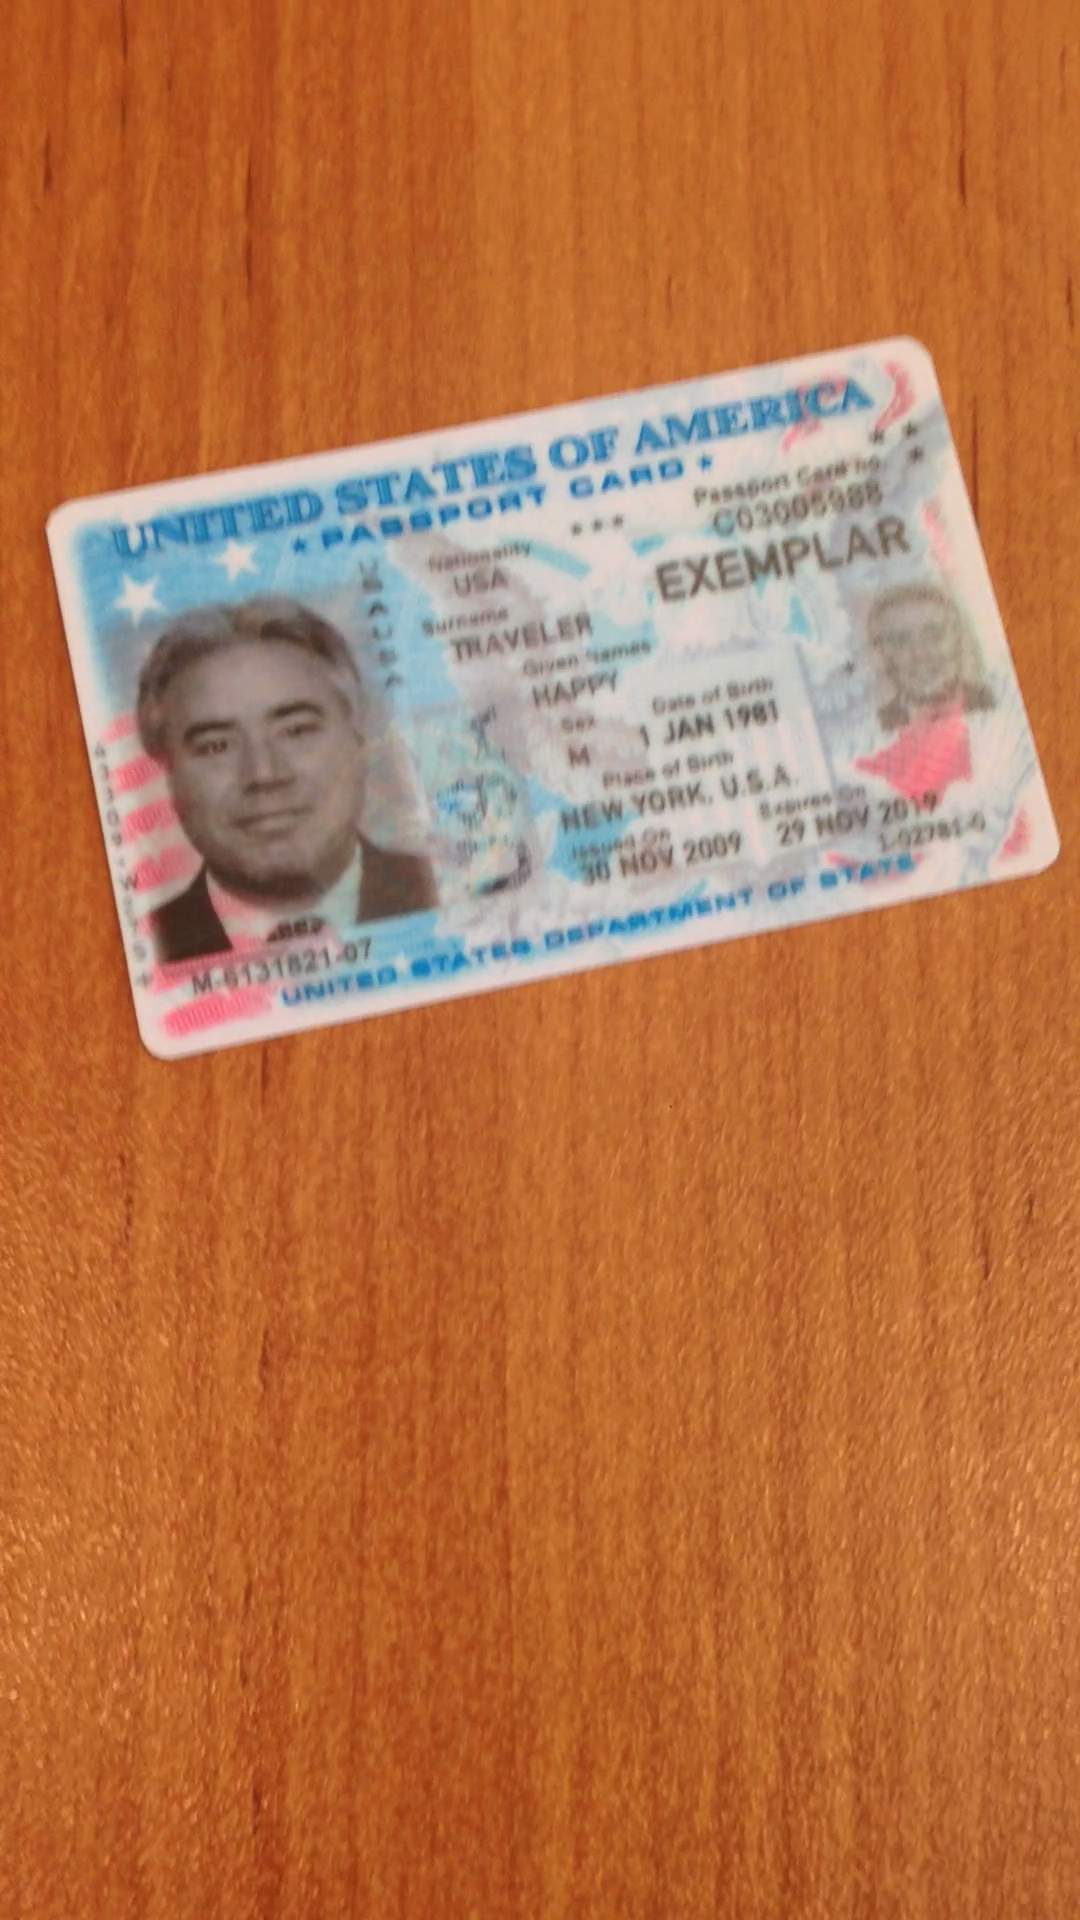 UNITED STATES OF AMERICA
PASSPORT CARD
Passport Card no.
C03005988
Nationality
USA
EXEMPLAR
Surname
TRAVELER
Given Names
HAPPY
Sex
M
Date of Birth
1 JAN 1981
Place of Birth
NEW YORK, U.S.A.
Issued On
30 NOV 2009
Expires On
29 NOV 2019
1-02781-0
M-6131821-07
UNITED STATES DEPARTMENT OF STATE
USA